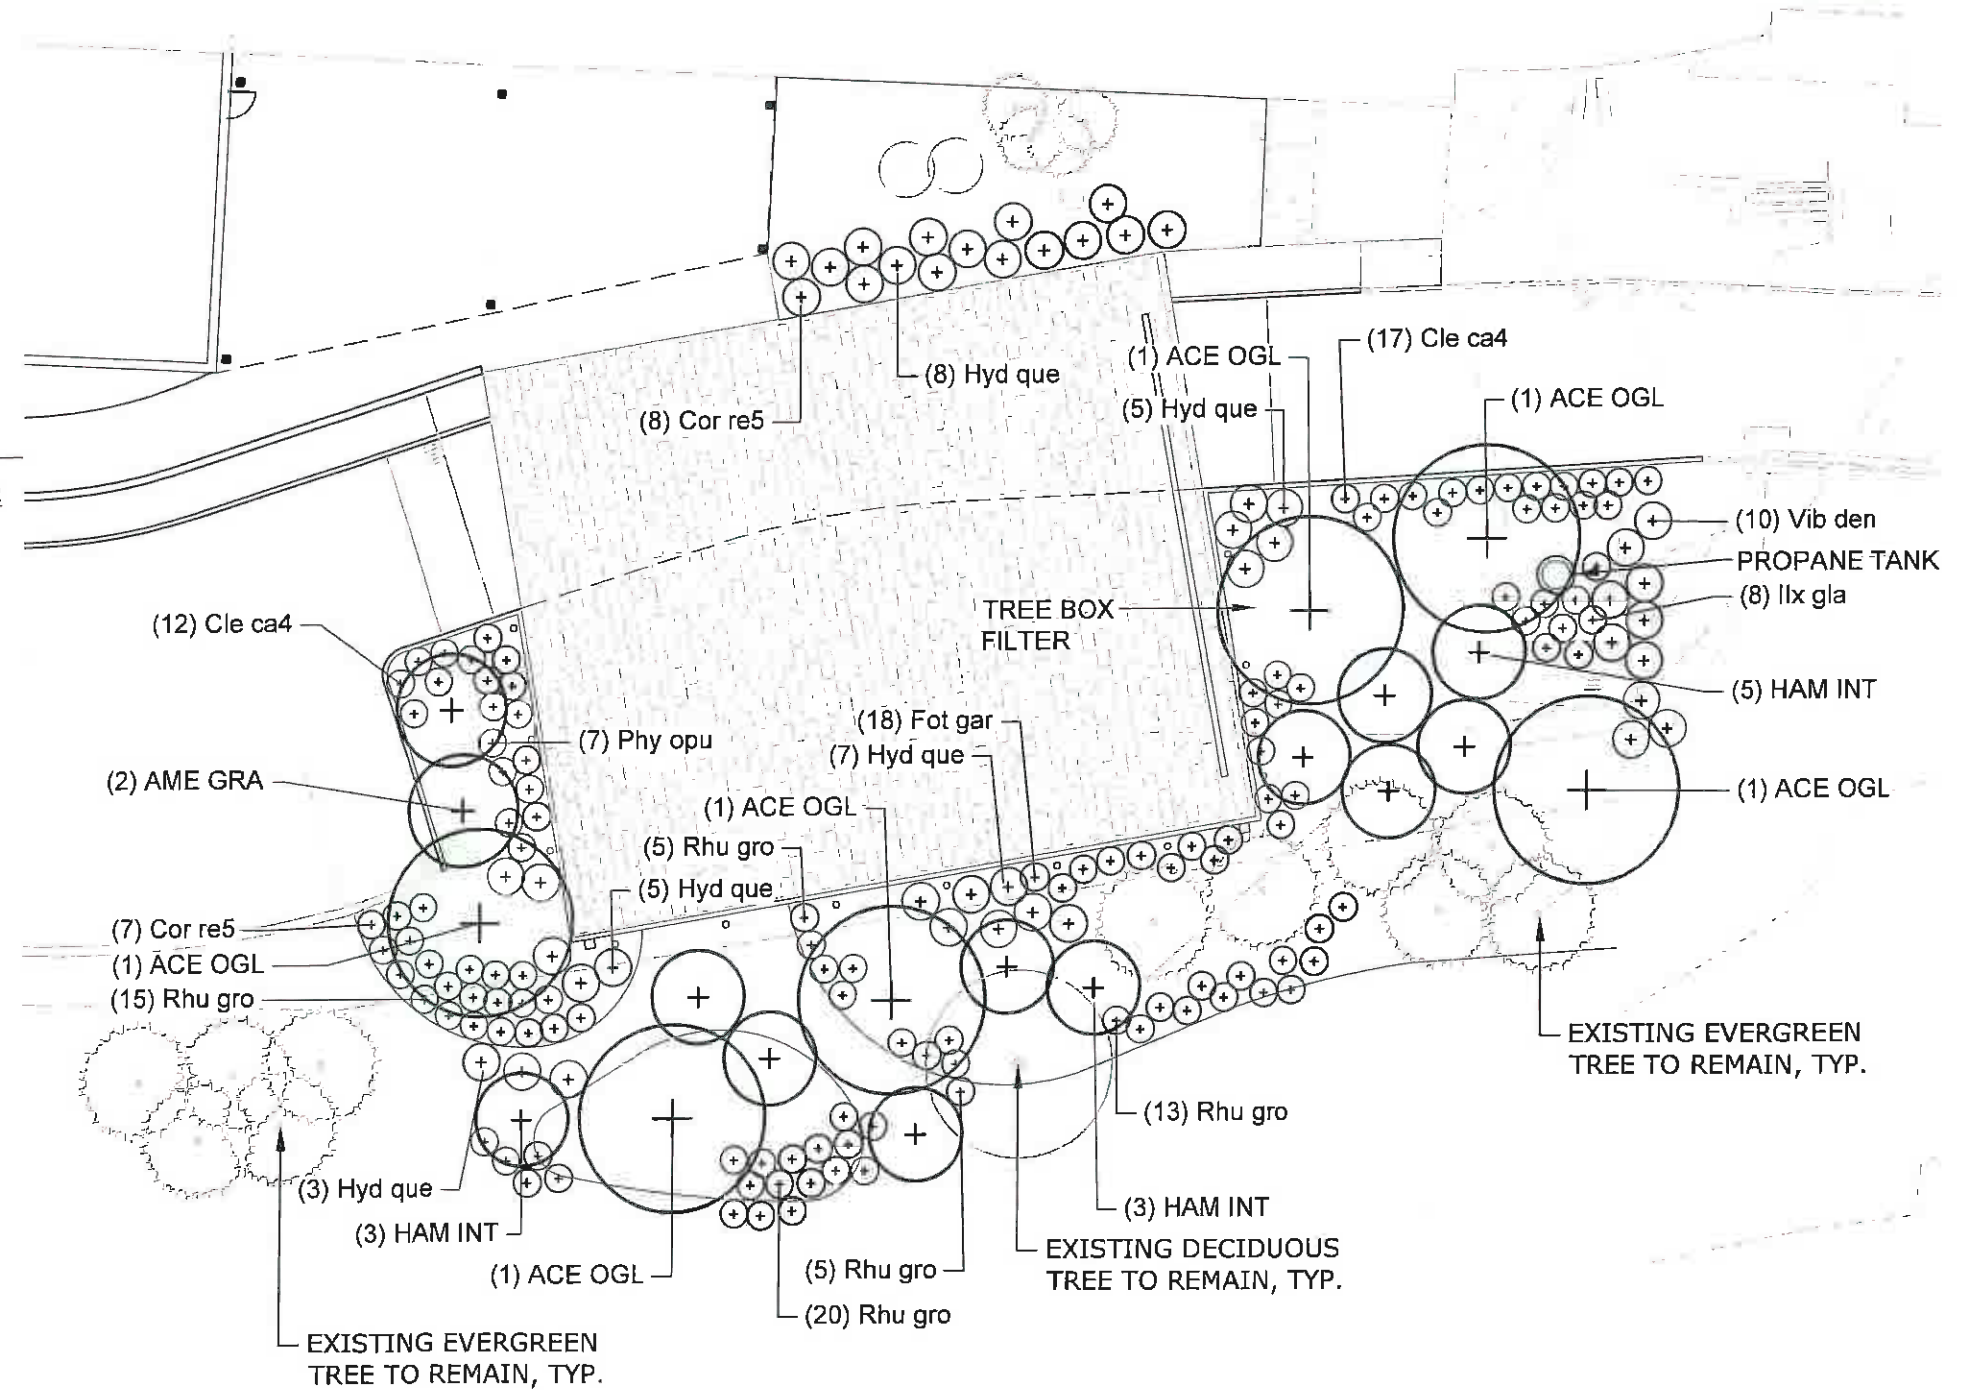 (17) Cle ca4
(1) ACE OGL
(8) Hyd que
(1) ACE OGL
(5) Hyd que
(8) Cor re5
(10) Vib den
PROPANE TANK
(8) Ilx gla
TREE BOX
FILTER
(12) Cle ca4
(5) HAM INT
(18) Fot gar
(7) Phy opu
(7) Hyd que
(2) AME GRA
(1) ACE OGL
(1) ACE OGL
(5) Rhu gro
(5) Hyd que
(7) Cor re5
(1) ACE OGL
(15) Rhu gro
EXISTING EVERGREEN
TREE TO REMAIN, TYP.
(13) Rhu gro
(3) Hyd que
(3) HAM INT
(3) HAM INT
EXISTING DECIDUOUS
TREE TO REMAIN, TYP.
(1) ACE OGL
(5) Rhu gro
(20) Rhu gro
EXISTING EVERGREEN
TREE TO REMAIN, TYP.